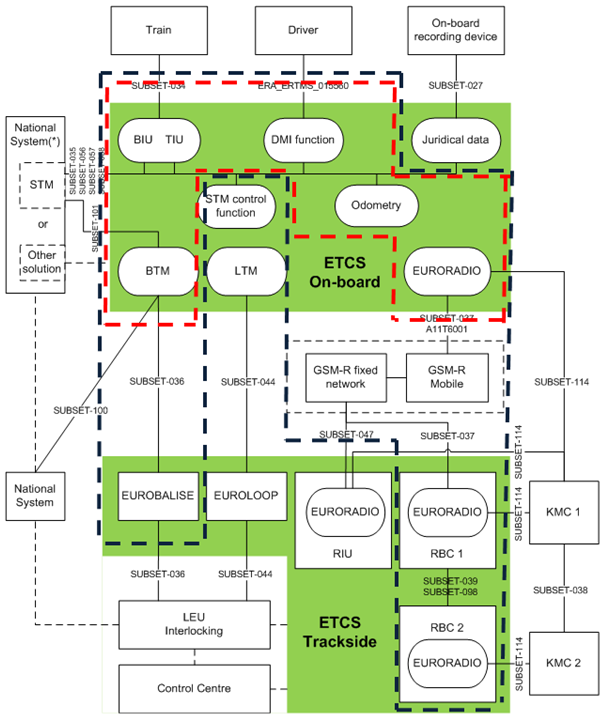 Train
Driver
On-board
recording device
SUBSET-034
ERA_ERTMS_015560
SUBSET-027
National
System(*)
STM
or
Other
solution
SUBSET-035
SUBSET-056
SUBSET-057
SUBSET-101
BIU TIU
DMI function
Juridical data
STM control
function
Odometry
BTM
LTM
ETCS
On-board
EURORADIO
SUBSET-037
A11T6001
GSM-R fixed
network
GSM-R
Mobile
SUBSET-036
SUBSET-044
SUBSET-114
SUBSET-100
SUBSET-047
SUBSET-037
SUBSET-114
National
System
EUROBALISE
EUROLOOP
EURORADIO
RIU
EURORADIO
RBC 1
SUBSET-114
KMC 1
SUBSET-036
SUBSET-044
SUBSET-039
SUBSET-098
SUBSET-038
LEU
Interlocking
ETCS
Trackside
RBC 2
EURORADIO
SUBSET-114
KMC 2
Control Centre